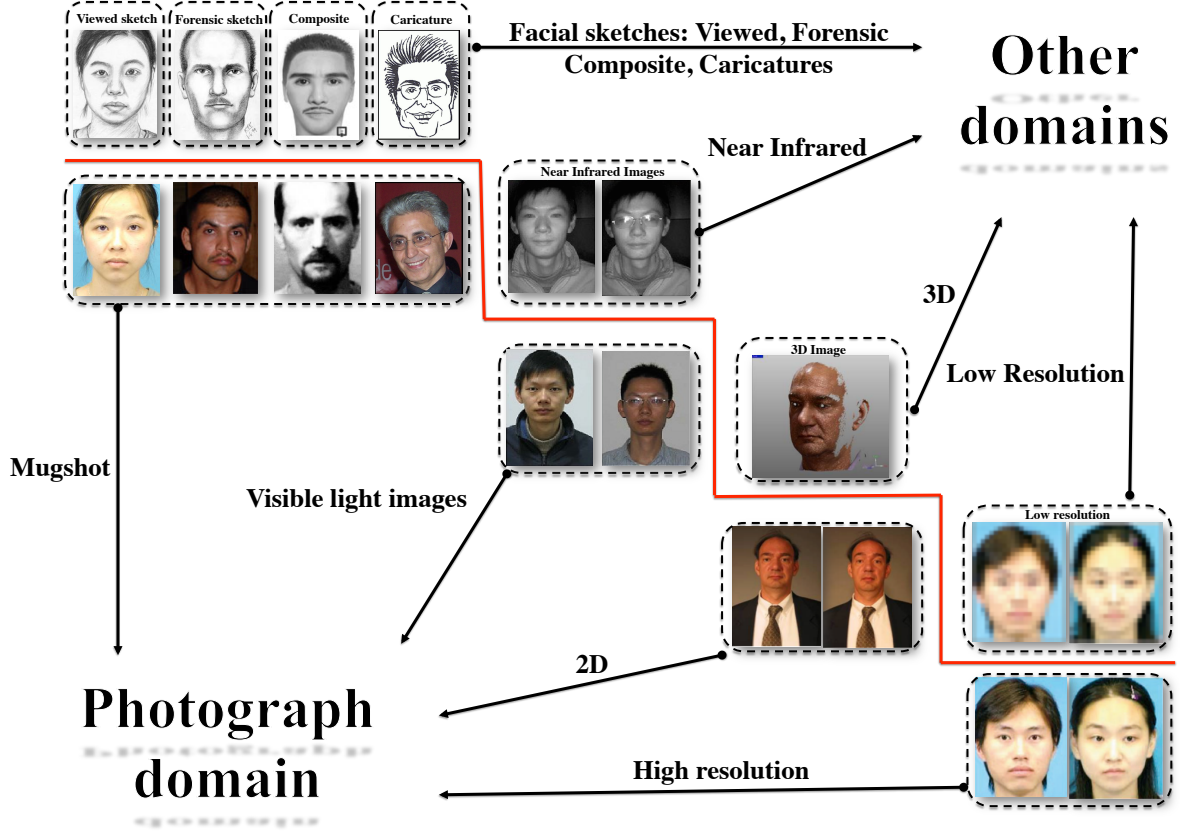 Viewed sketch
Forensic sketch
Composite
Caricature
Facial sketches: Viewed, Forensic
Composite, Caricatures
Other
domains
Near Infrared
Near Infrared Images
de
3D
3D Image
Low Resolution
Mugshot
Visible light images
Low resolution
2D
Photograph
domain
High resolution